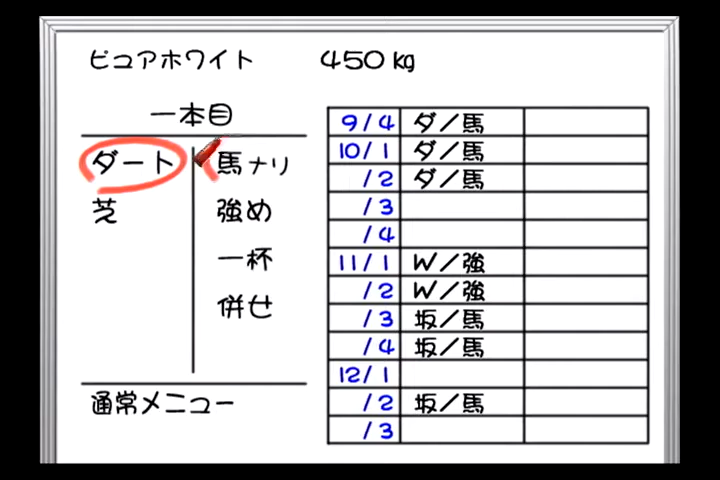 ピュアホワイト 450kg
一本目
ダート 馬ナリ
芝 強め
一杯
併せ
通常メニュー
9/4 ダ/馬
10/1 ダ/馬
/2 ダ/馬
/3
/4
11/1 W/強
/2 W/強
/3 坂/馬
/4 坂/馬
12/1
/2 坂/馬
/3